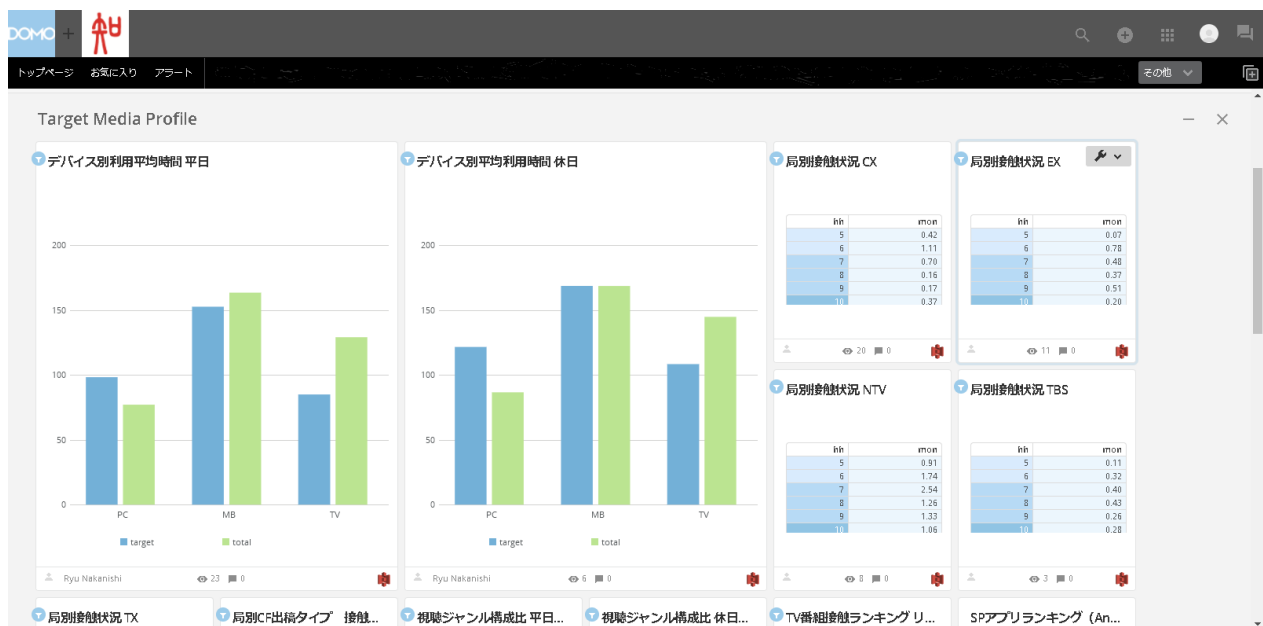 DOMO + 知
トップページ お気に入り アラート その他
Target Media Profile
デバイス別利用平均時間 平日
200
150
100
50
0
PC MB TV
target total
Ryu Nakanishi 23 0
デバイス別平均利用時間 休日
200
150
100
50
0
PC MB TV
target total
Ryu Nakanishi 6 0
局別接触状況 CX
hh mon
5 0.42
6 1.11
7 0.70
8 0.16
9 0.17
10 0.37
20 0
局別接触状況 EX
hh mon
5 0.07
6 0.78
7 0.48
8 0.37
9 0.51
10 0.20
11 0
局別接触状況 NTV
hh mon
5 0.91
6 1.74
7 2.54
8 1.26
9 1.33
10 1.06
8 0
局別接触状況 TBS
hh mon
5 0.11
6 0.32
7 0.40
8 0.43
9 0.26
10 0.28
3 0
局別接触状況 TX
局別CF出稿タイプ 接触...
視聴ジャンル構成比 平日...
視聴ジャンル構成比 休日...
TV番組接触ランキング リ...
SPアプリランキング（An...